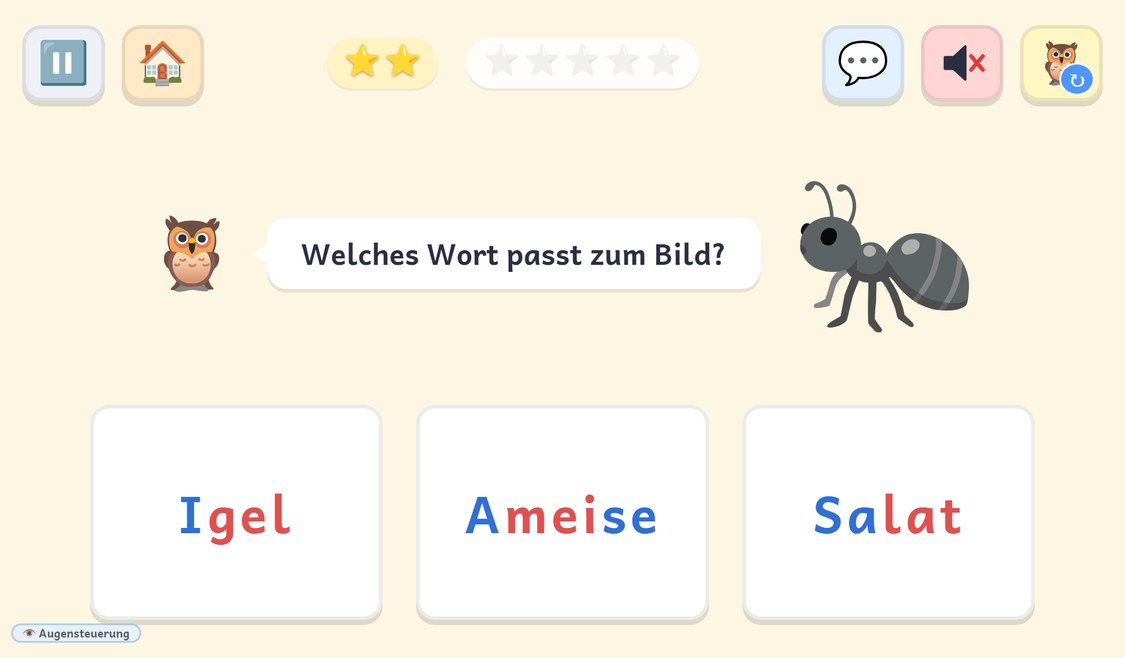 Welches Wort passt zum Bild?
Igel
Ameise
Salat
Augensteuerung